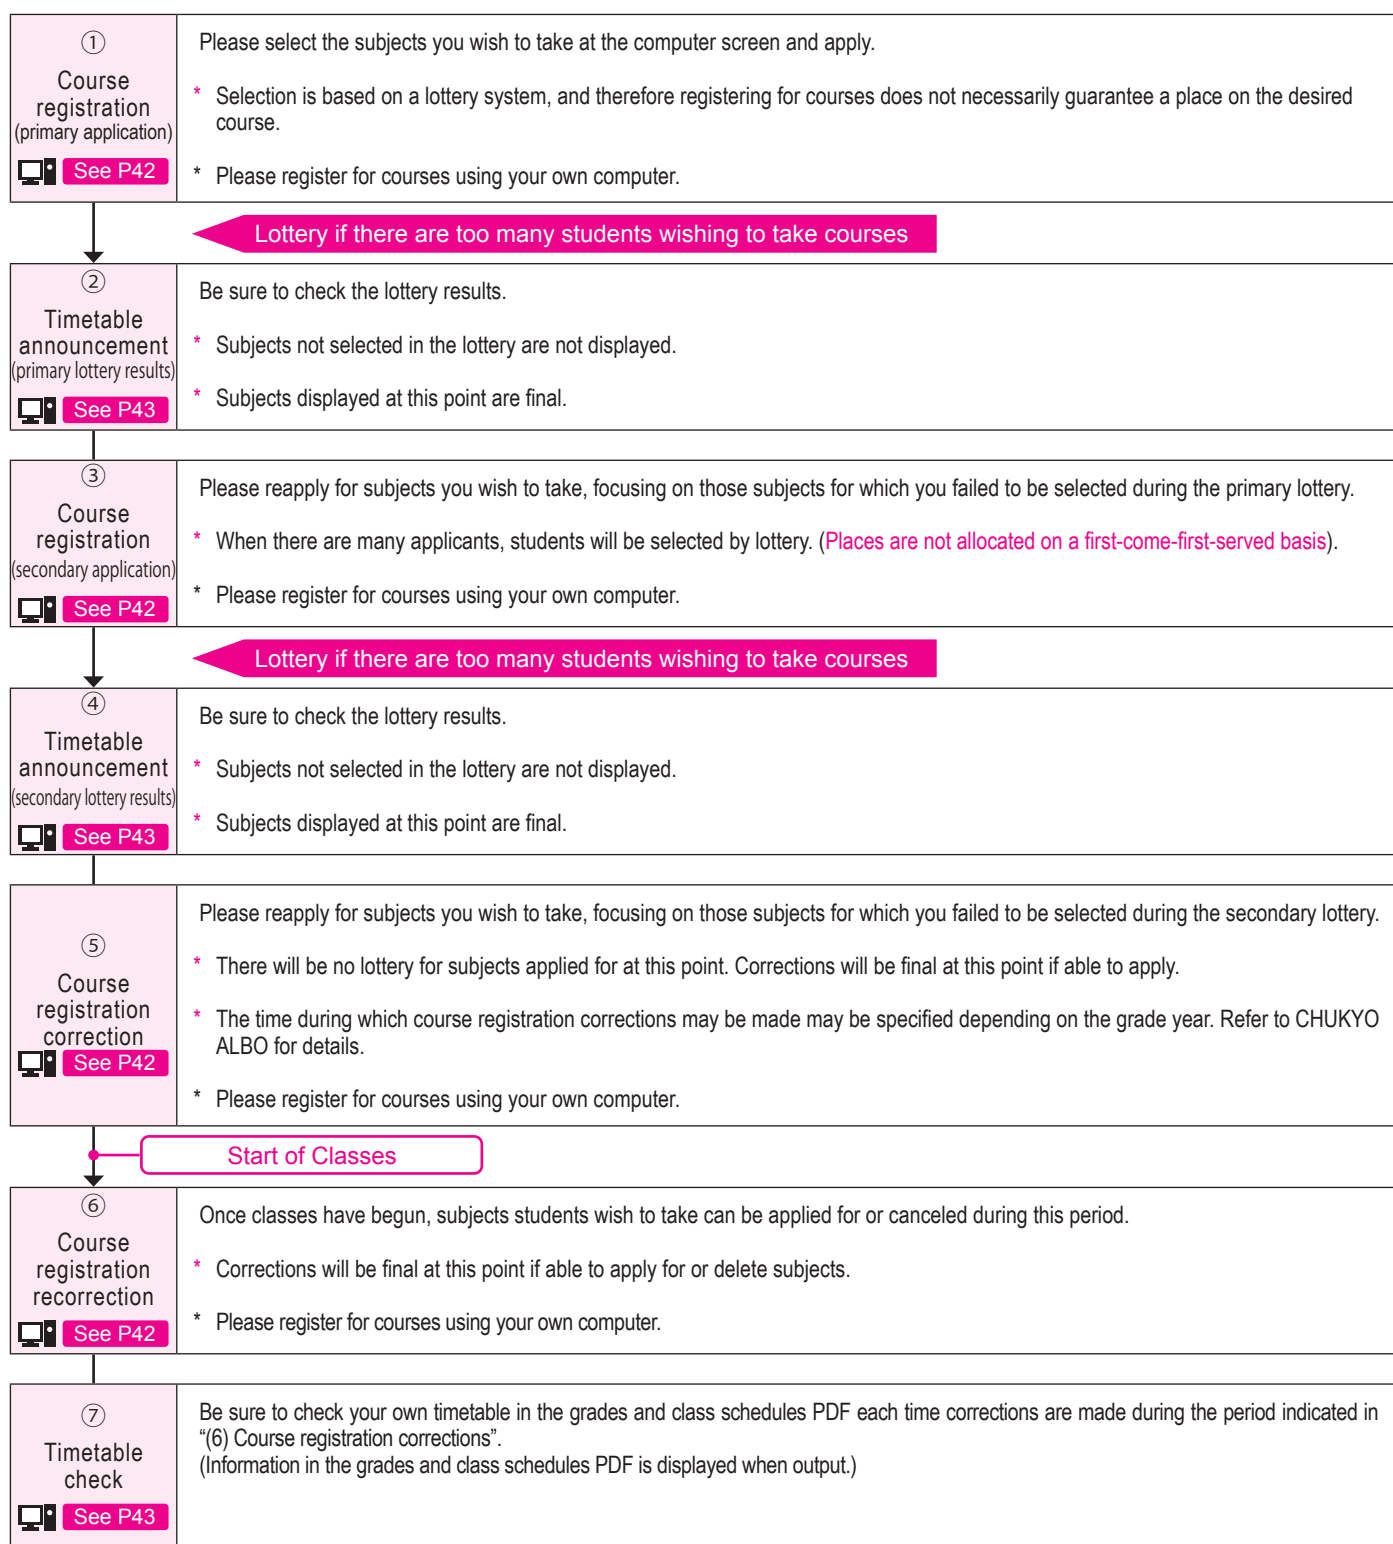 ①
Course
registration
(primary application)
See P42
Please select the subjects you wish to take at the computer screen and apply.
* Selection is based on a lottery system, and therefore registering for courses does not necessarily guarantee a place on the desired
course.
* Please register for courses using your own computer.
Lottery if there are too many students wishing to take courses
②
Timetable
announcement
(primary lottery results)
See P43
Be sure to check the lottery results.
* Subjects not selected in the lottery are not displayed.
* Subjects displayed at this point are final.
③
Course
registration
(secondary application)
See P42
Please reapply for subjects you wish to take, focusing on those subjects for which you failed to be selected during the primary lottery.
* When there are many applicants, students will be selected by lottery. (Places are not allocated on a first-come-first-served basis).
* Please register for courses using your own computer.
Lottery if there are too many students wishing to take courses
④
Timetable
announcement
(secondary lottery results)
See P43
Be sure to check the lottery results.
* Subjects not selected in the lottery are not displayed.
* Subjects displayed at this point are final.
⑤
Course
registration
correction
See P42
Please reapply for subjects you wish to take, focusing on those subjects for which you failed to be selected during the secondary lottery.
* There will be no lottery for subjects applied for at this point. Corrections will be final at this point if able to apply.
* The time during which course registration corrections may be made may be specified depending on the grade year. Refer to CHUKYO
ALBO for details.
* Please register for courses using your own computer.
Start of Classes
⑥
Course
registration
recorrection
See P42
Once classes have begun, subjects students wish to take can be applied for or canceled during this period.
* Corrections will be final at this point if able to apply for or delete subjects.
* Please register for courses using your own computer.
⑦
Timetable
check
See P43
Be sure to check your own timetable in the grades and class schedules PDF each time corrections are made during the period indicated in
“(6) Course registration corrections”.
(Information in the grades and class schedules PDF is displayed when output.)